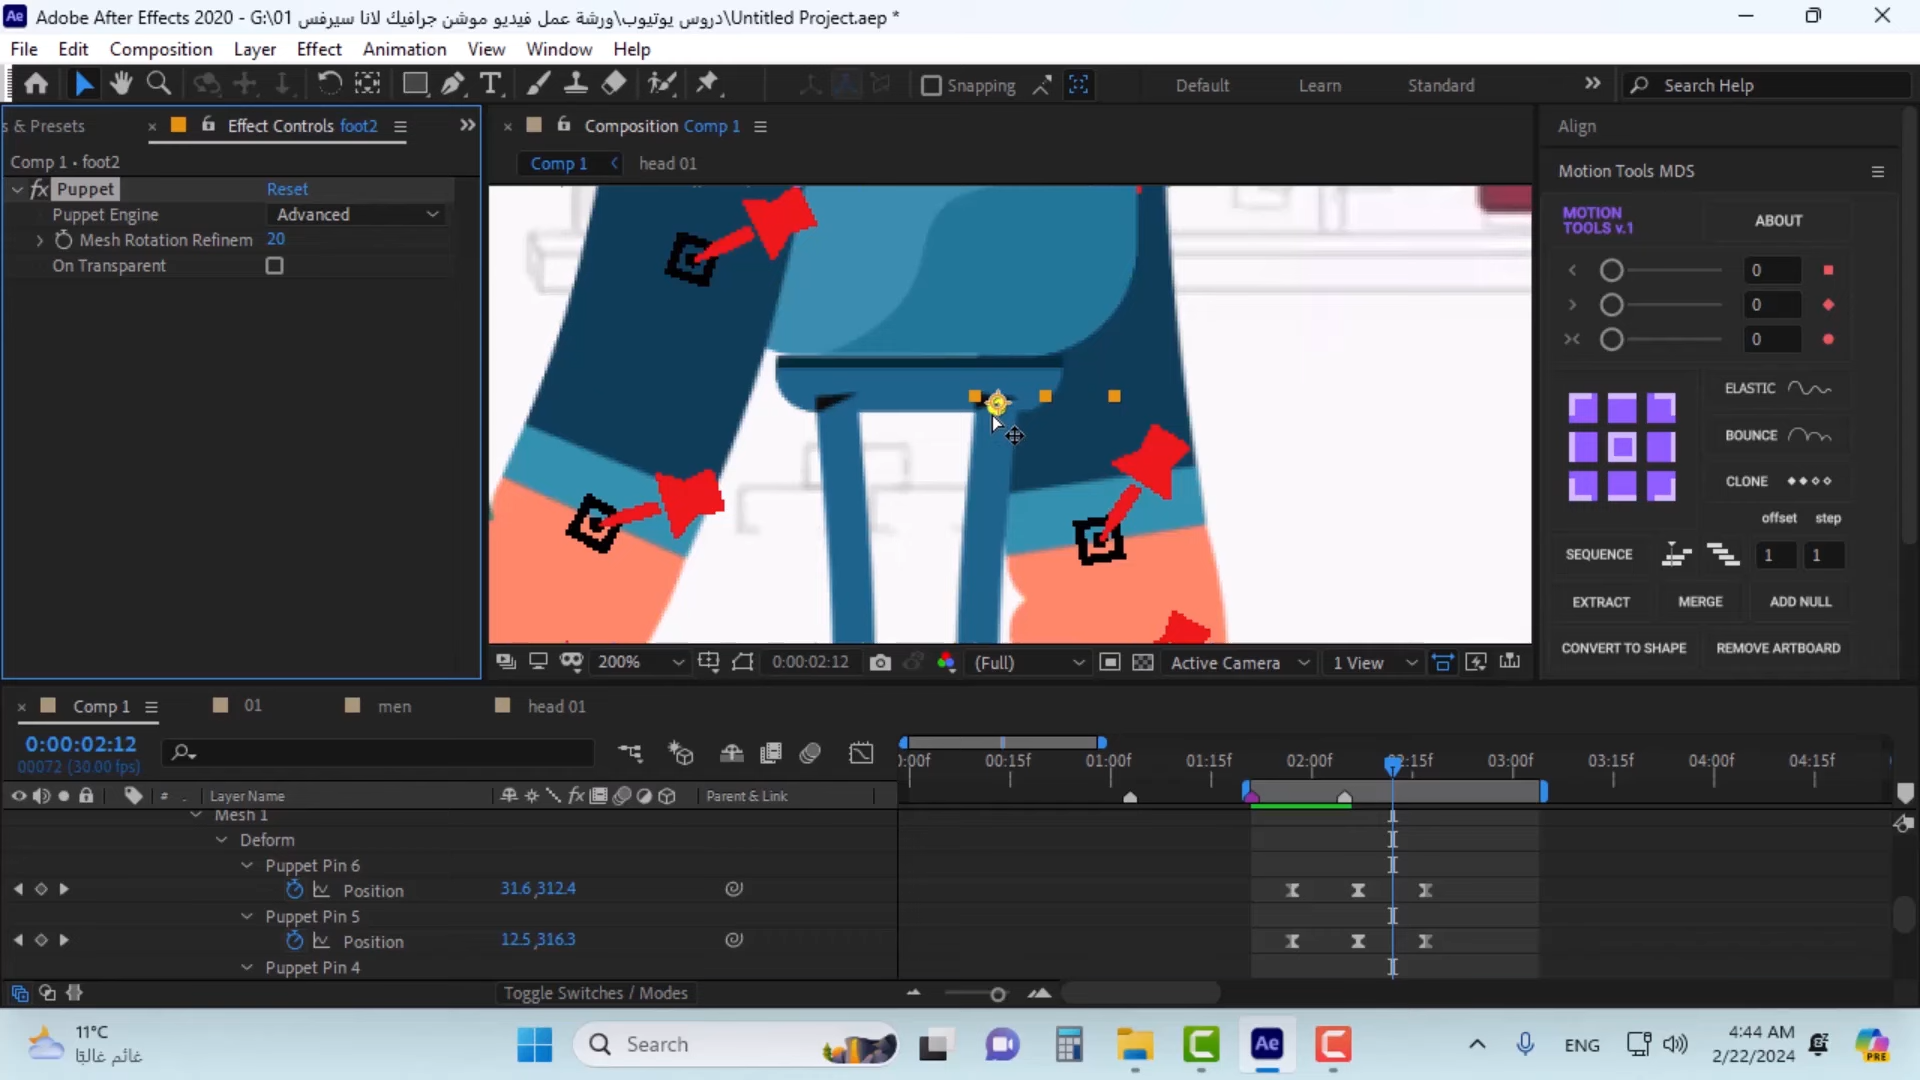 Adobe After Effects 2020 - G:\01 دروس يوتيوب\ورشة عمل فيديو موشن جرافيك لانا سيرفس\Untitled Project.aep *
File Edit Composition Layer Effect Animation View Window Help
Snapping Default Learn Standard Search Help
s & Presets Effect Controls foot2
Composition Comp 1
Align
Comp 1 • foot2
Comp 1 head 01
Motion Tools MDS
fx Puppet Reset
Puppet Engine Advanced
Mesh Rotation Refinem 20
On Transparent
MOTION
TOOLS v.1
ABOUT
0
0
0
ELASTIC
BOUNCE
CLONE
offset step
SEQUENCE 1 1
EXTRACT MERGE ADD NULL
CONVERT TO SHAPE REMOVE ARTBOARD
200% 0:00:02:12 (Full) Active Camera 1 View
Comp 1 01 men head 01
0:00:02:12
00072 (30.00 fps)
:00f 00:15f 01:00f 01:15f 02:00f 02:15f 03:00f 03:15f 04:00f 04:15f
# . Layer Name fx Parent & Link
Mesh 1
Deform
Puppet Pin 6
Position 31.6,312.4
Puppet Pin 5
Position 12.5,316.3
Puppet Pin 4
Toggle Switches / Modes
11°C
غائم غالبًا
Search
Ae
ENG
4:44 AM
2/22/2024
PRE